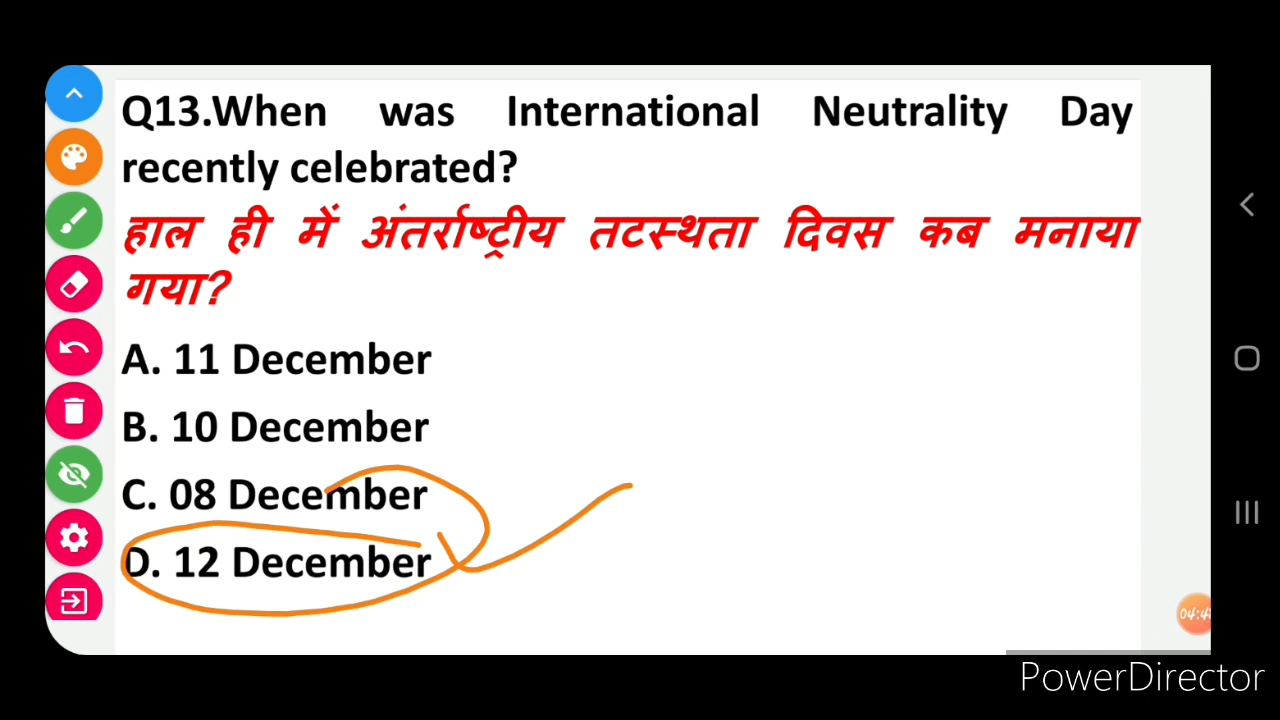 Q13.When was International Neutrality Day
recently celebrated?
हाल ही में अंतर्राष्ट्रीय तटस्थता दिवस कब मनाया
गया?
A. 11 December
B. 10 December
C. 08 December
D. 12 December
PowerDirector